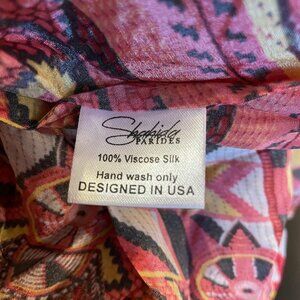 Shahida
PARIDES
100% Viscose Silk
Hand wash only
DESIGNED IN USA